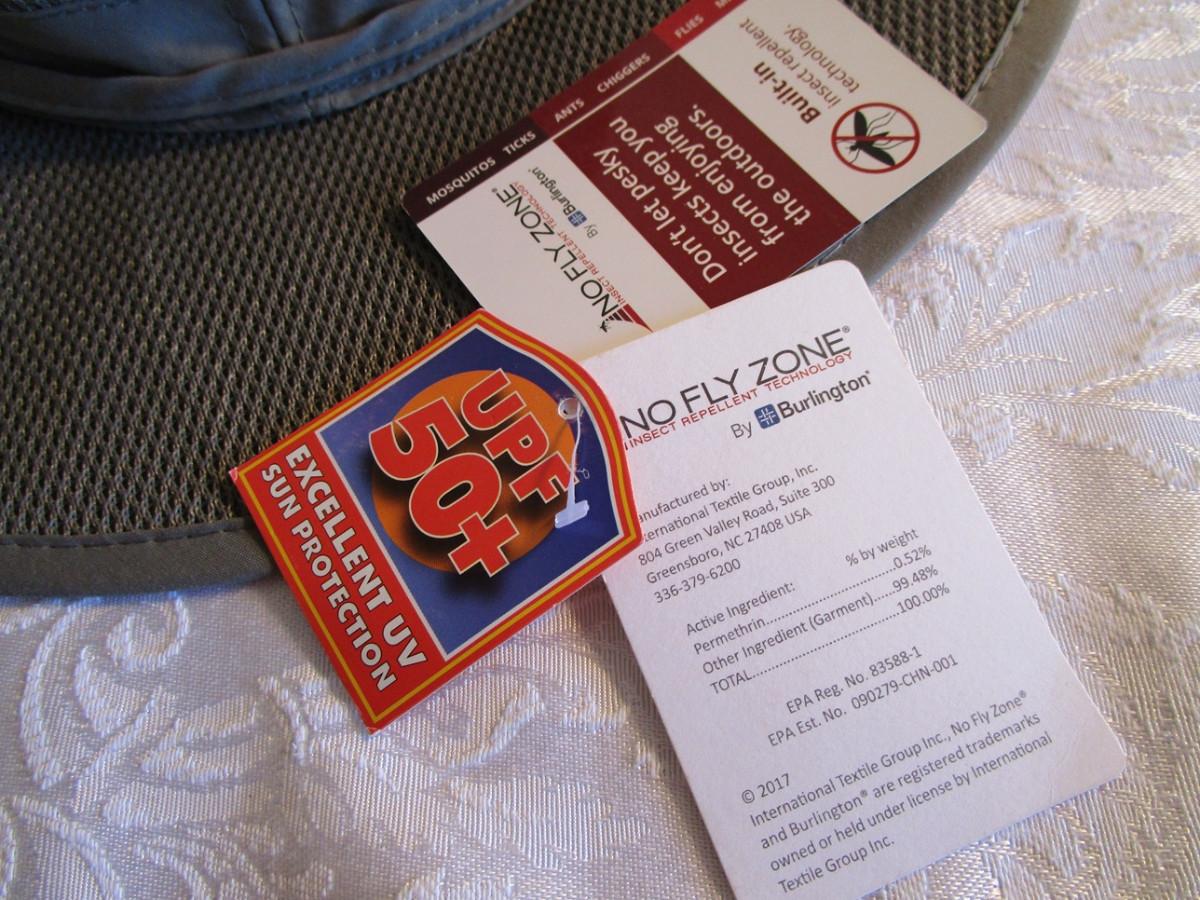 MOSQUITOS TICKS ANTS CHIGGERS FLIES
Built-in
insect repellent
technology.
Don't let pesky
insects keep you
from enjoying
the outdoors.
NO FLY ZONE®
INSECT REPELLENT TECHNOLOGY
By Burlington®
UPF
50+
EXCELLENT UV
SUN PROTECTION
NO FLY ZONE®
INSECT REPELLENT TECHNOLOGY
By Burlington®
anufactured by:
ternational Textile Group, Inc.
804 Green Valley Road, Suite 300
Greensboro, NC 27408 USA
336-379-6200
% by weight
Active Ingredient:
Permethrin..............................0.52%
Other Ingredient (Garment)......99.48%
TOTAL..................................100.00%
EPA Reg. No. 83588-1
EPA Est. No. 090279-CHN-001
© 2017
International Textile Group Inc., No Fly Zone®
and Burlington® are registered trademarks
owned or held under license by International
Textile Group Inc.